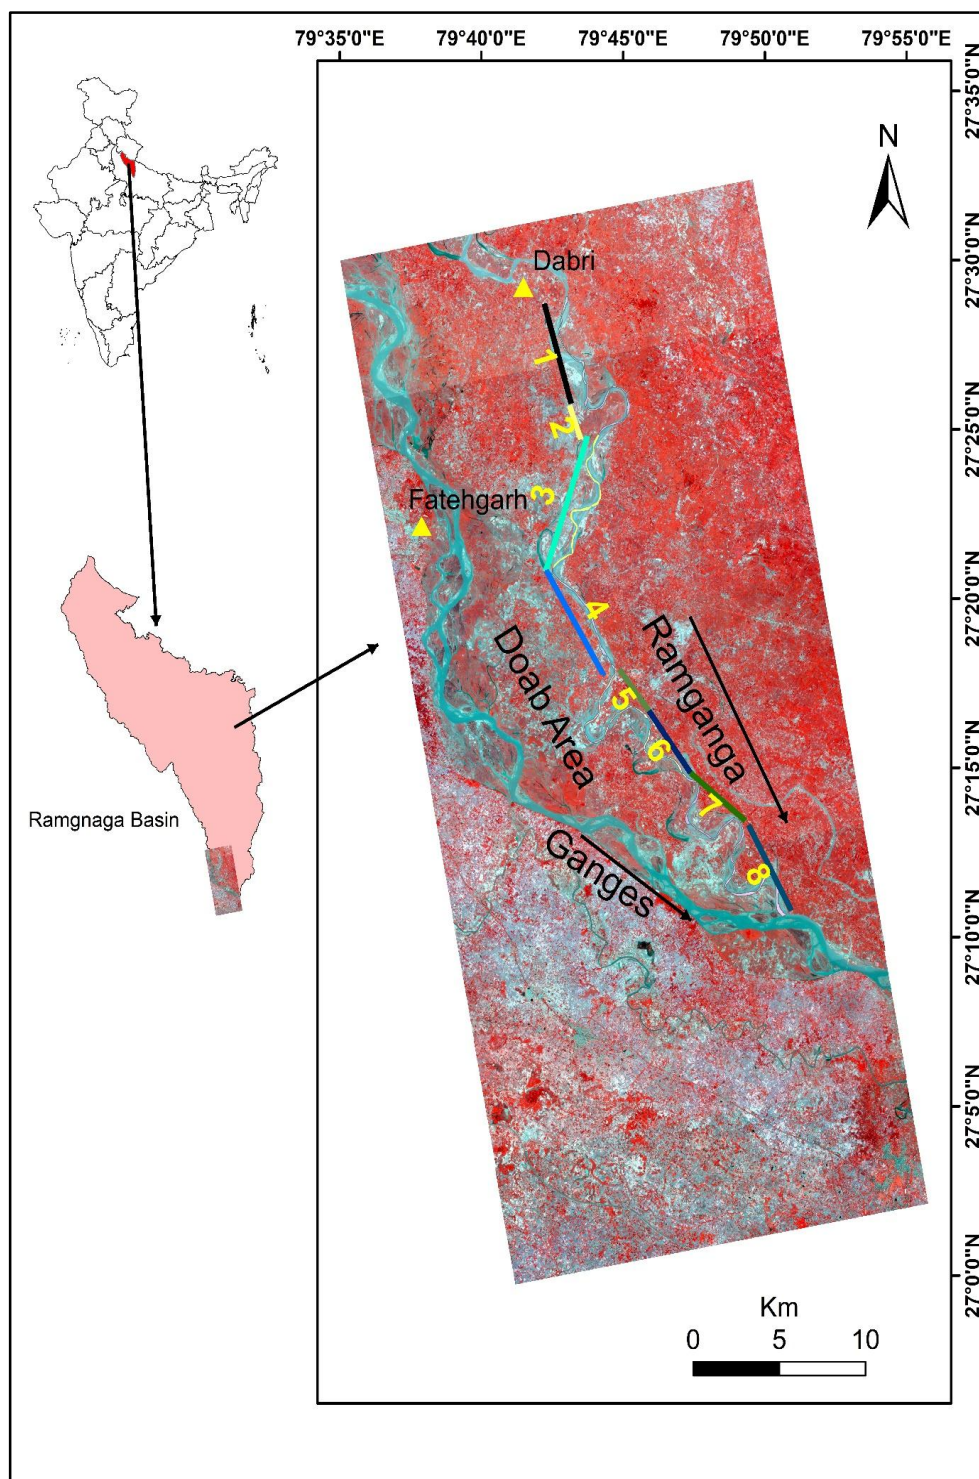 79°35'0"E 79°40'0"E 79°45'0"E 79°50'0"E 79°55'0"E
27°35'0"N
N
27°30'0"N
Dabri
1
27°25'0"N
2
3
Fatehgarh
27°20'0"N
4
Ramganga
Doab Area
5
6
27°15'0"N
7
Ramgnaga Basin
Ganges
8
27°10'0"N
27°5'0"N
27°0'0"N
Km
0 5 10